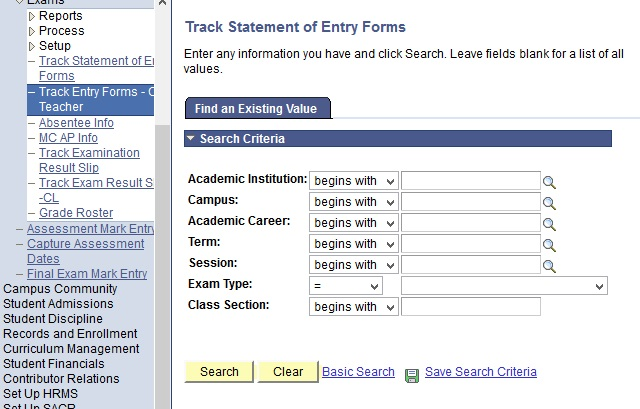 Exams
Reports
Process
Setup
Track Statement of
Forms
Track Entry Forms -
Teacher
Absentee Info
MC AP Info
Track Examination
Result Slip
Track Exam Result
-CL
Grade Roster
Assessment Mark Entry
Capture Assessment
Dates
Final Exam Mark Entry
Campus Community
Student Admissions
Student Discipline
Records and Enrollment
Curriculum Management
Student Financials
Contributor Relations
Set Up HRMS
Set Up SACR
Track Statement of Entry Forms
Enter any information you have and click Search. Leave fields blank for a list of all
values.
Find an Existing Value
Search Criteria
Academic Institution: begins with
Campus: begins with
Academic Career: begins with
Term: begins with
Session: begins with
Exam Type: =
Class Section: begins with
Search Clear Basic Search Save Search Criteria